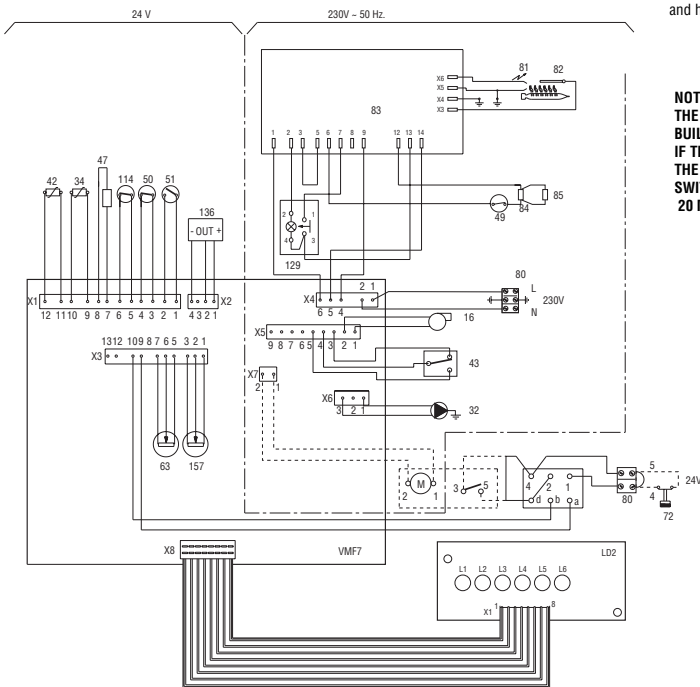 24 V
230V ~ 50 Hz.
and h
NOT
THE
BUIL
IF TI
THE
SWIT
20 I
81
82
X6
X5
X4
X3
83
1 2 3 5 6 7 8 9 12 13 14
47
42 34 114 50 51
136
- OUT +
2 1
4 3
129
49
84
85
X1
12 11 10 9 8 7 6 5 4 3 2 1
4 3 2 1
X2
X4
6 5 4
2 1
80
L
230V
N
16
X5
9 8 7 6 5 4 3 2 1
43
X3
13 12 10 9 8 7 6 5 3 2 1
X7
2 1
X6
3 2 1
32
63
157
M
2 1
3 5
4 2 1
d b a
80
5
24V
4
72
X8
VMF7
LD2
L1 L2 L3 L4 L5 L6
X1
1 8